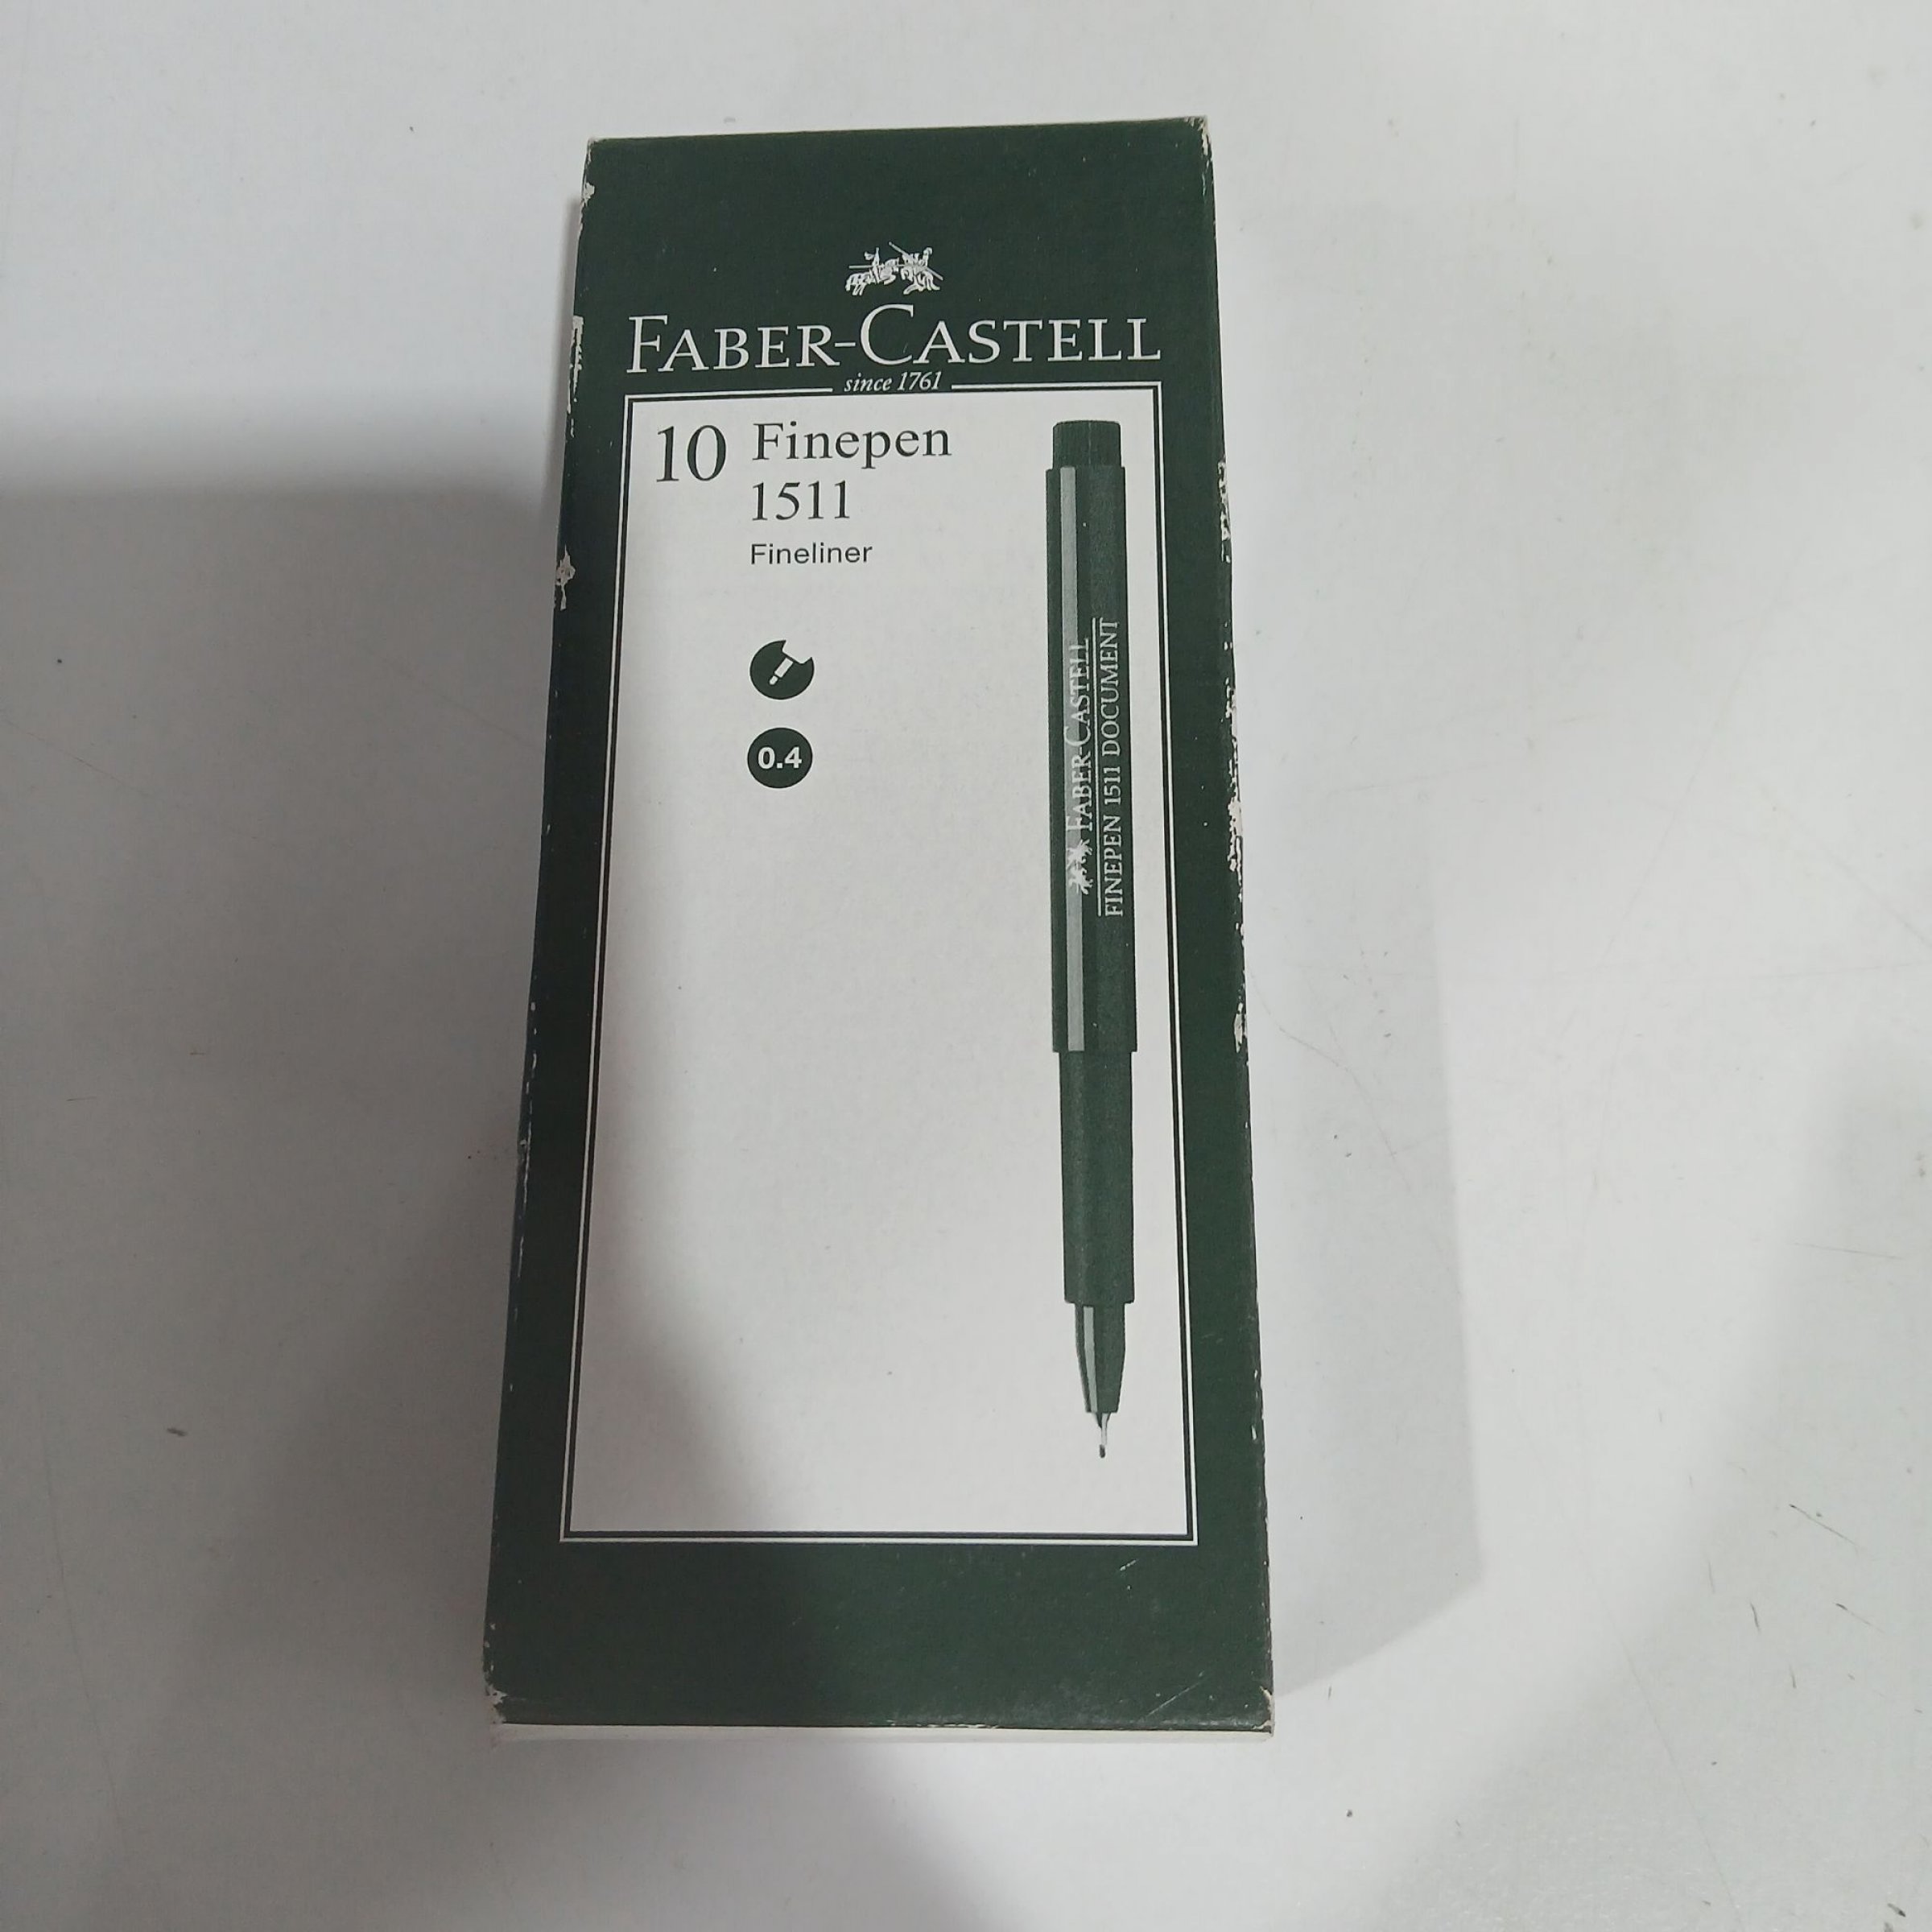 FABER-CASTELL
since 1761
10 Finepen
1511
Fineliner
0.4
FABER-CASTELL
FINEPEN 1511 DOCUMENT